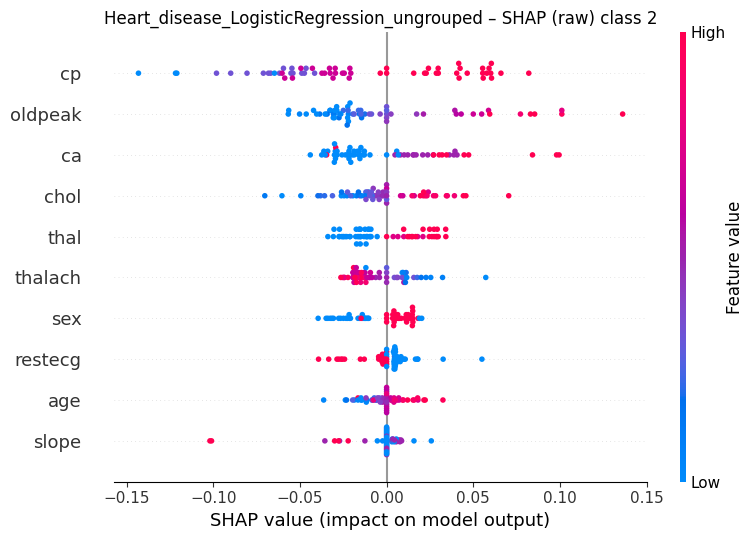 Heart_disease_LogisticRegression_ungrouped – SHAP (raw) class 2
High
cp
oldpeak
ca
chol
thal
thalach
sex
restecg
age
slope
Feature value
Low
−0.15 −0.10 −0.05 0.00 0.05 0.10 0.15
SHAP value (impact on model output)